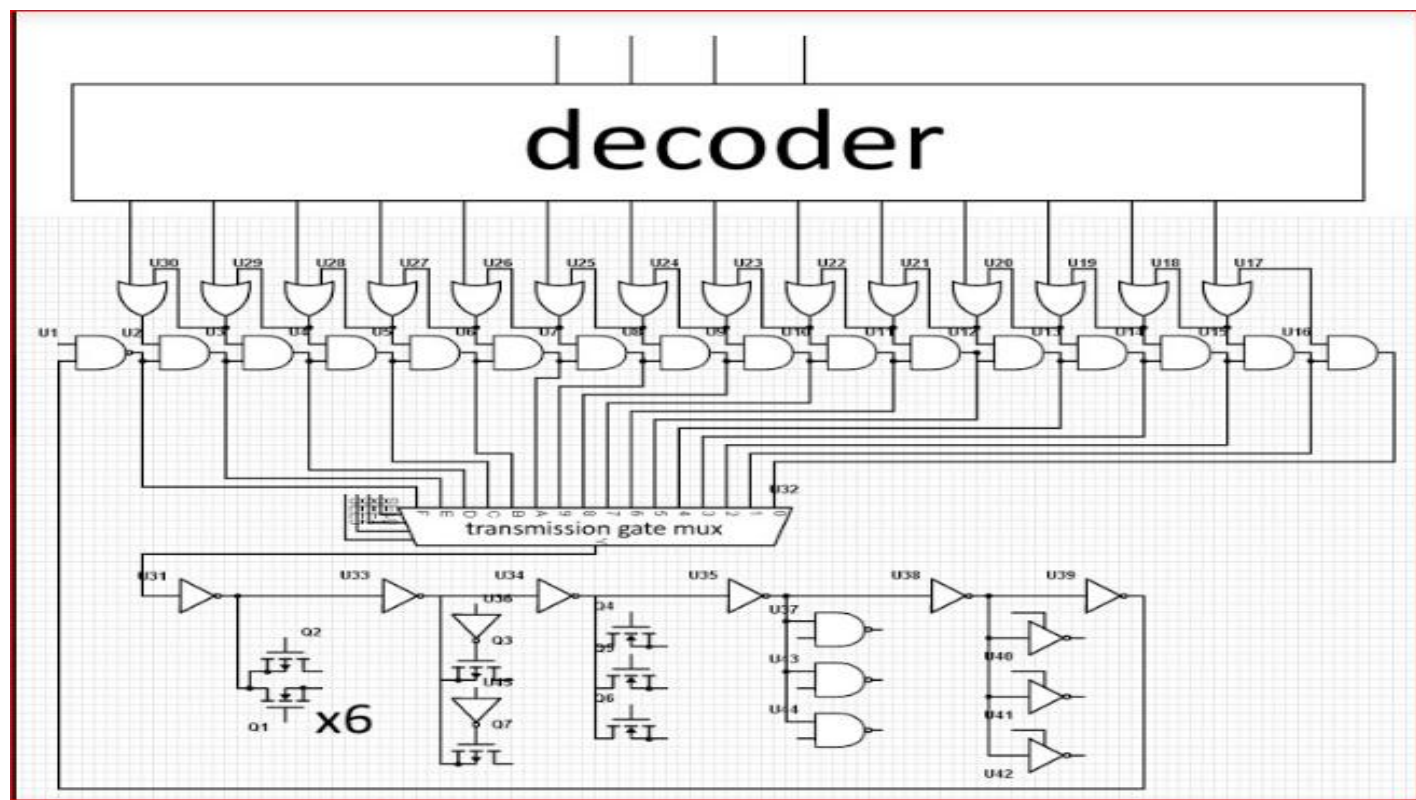 decoder
U30 U29 U28 U27 U26 U25 U24 U23 U22 U21 U20 U19 U18 U17
U1 U2 U3 U4 U5 U6 U7 U8 U9 U10 U11 U12 U13 U14 U15 U16
U32
F E D C B A 9 8 7 6 5 4 3 2 1 0
transmission gate mux
Y
U31 U33 U34 U35 U38 U39
U36 Q4 U37
Q2 Q3
U43 U40
Q6
Q1 x6 Q7 U44 U41
U42